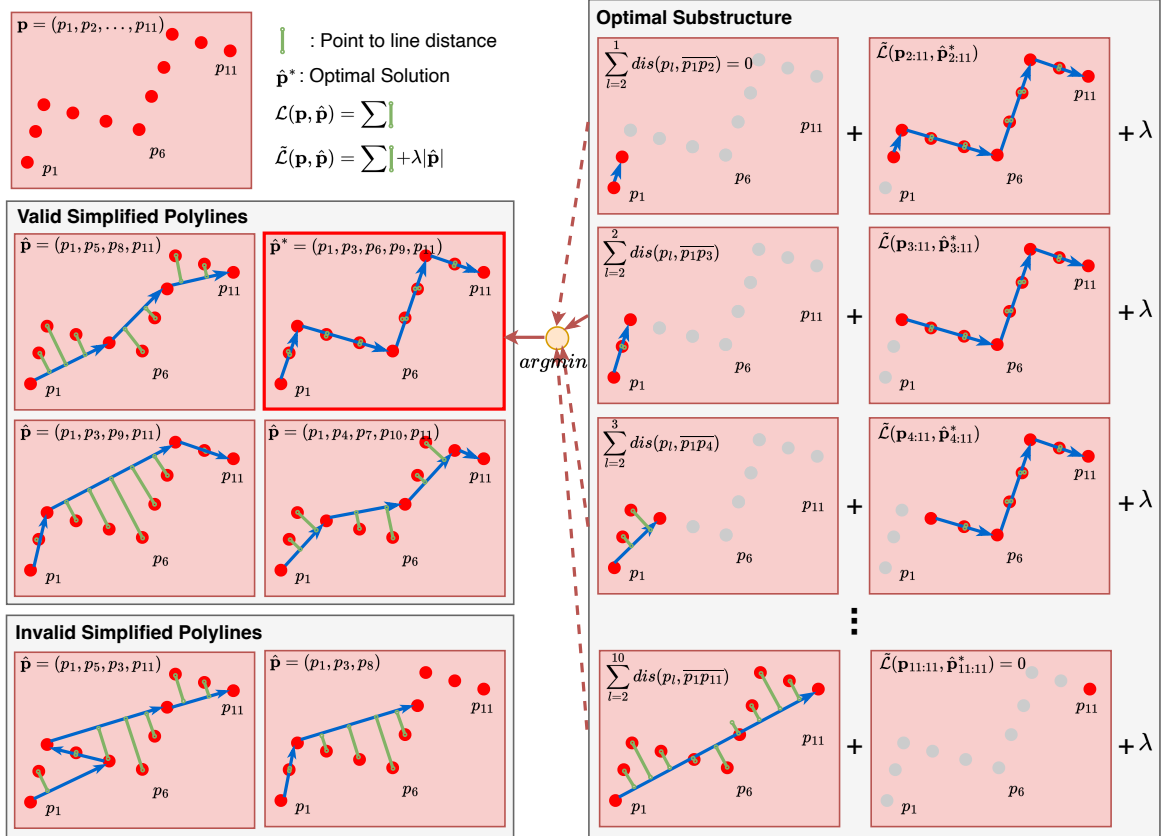 𝐩 = (p₁, p₂, . . . , p₁₁)
p₁₁
p₆
p₁
: Point to line distance
𝐩̂* : Optimal Solution
ℒ(𝐩, 𝐩̂) = ∑
ℒ̃(𝐩, 𝐩̂) = ∑ +λ|𝐩̂|
Valid Simplified Polylines
𝐩̂ = (p₁, p₅, p₈, p₁₁)
p₁₁
p₆
p₁
𝐩̂* = (p₁, p₃, p₆, p₉, p₁₁)
p₁₁
p₆
p₁
𝐩̂ = (p₁, p₃, p₉, p₁₁)
p₁₁
p₆
p₁
𝐩̂ = (p₁, p₄, p₇, p₁₀, p₁₁)
p₁₁
p₆
p₁
Invalid Simplified Polylines
𝐩̂ = (p₁, p₅, p₃, p₁₁)
p₁₁
p₆
p₁
𝐩̂ = (p₁, p₃, p₈)
p₁₁
p₆
p₁
argmin
Optimal Substructure
∑_{l=2}^{1} dis(pₗ, \overline{p₁p₂}) = 0
p₁₁
p₆
p₁
+
ℒ̃(𝐩₂:₁₁, 𝐩̂*₂:₁₁)
p₁₁
p₆
p₁
+ λ
∑_{l=2}^{2} dis(pₗ, \overline{p₁p₃})
p₁₁
p₆
p₁
+
ℒ̃(𝐩₃:₁₁, 𝐩̂*₃:₁₁)
p₁₁
p₆
p₁
+ λ
∑_{l=2}^{3} dis(pₗ, \overline{p₁p₄})
p₁₁
p₆
p₁
+
ℒ̃(𝐩₄:₁₁, 𝐩̂*₄:₁₁)
p₁₁
p₆
p₁
+ λ
⋮
∑_{l=2}^{10} dis(pₗ, \overline{p₁p₁₁})
p₁₁
p₆
p₁
+
ℒ̃(𝐩₁₁:₁₁, 𝐩̂*₁₁:₁₁) = 0
p₁₁
p₆
p₁
+ λ